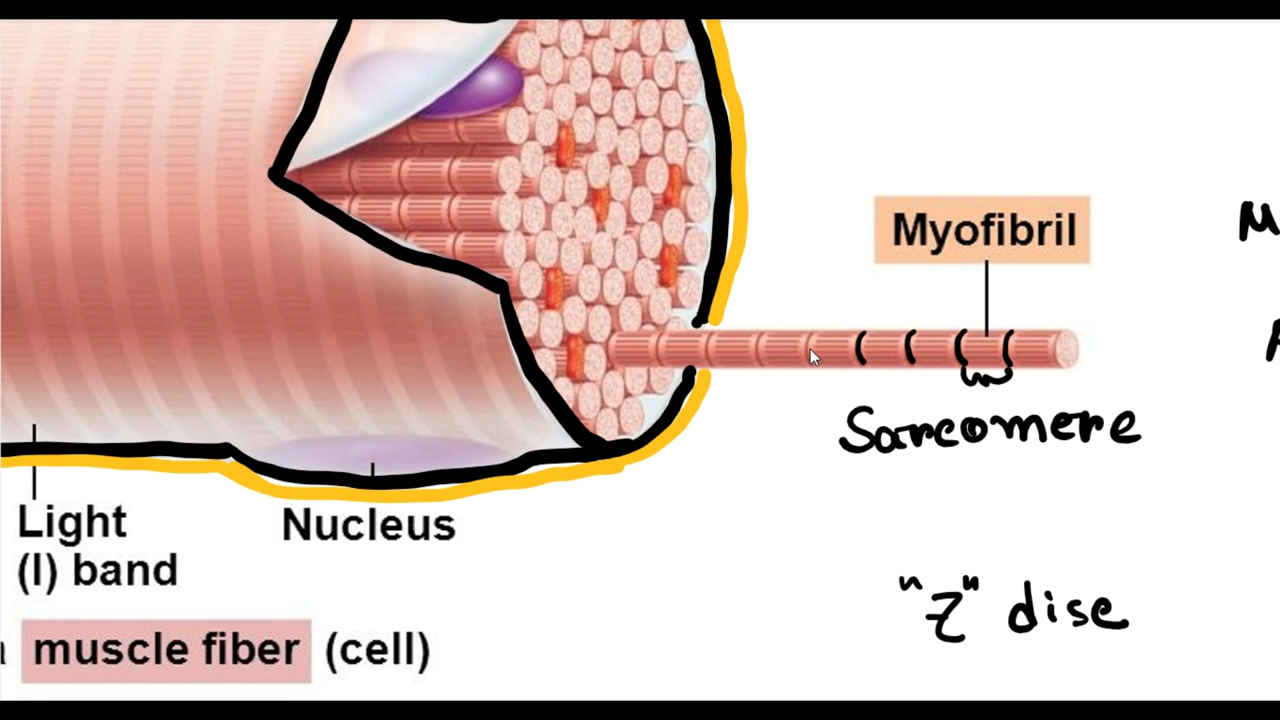 Myofibril
M
Sarcomere
Light
(I) band
Nucleus
"Z" disc
muscle fiber (cell)